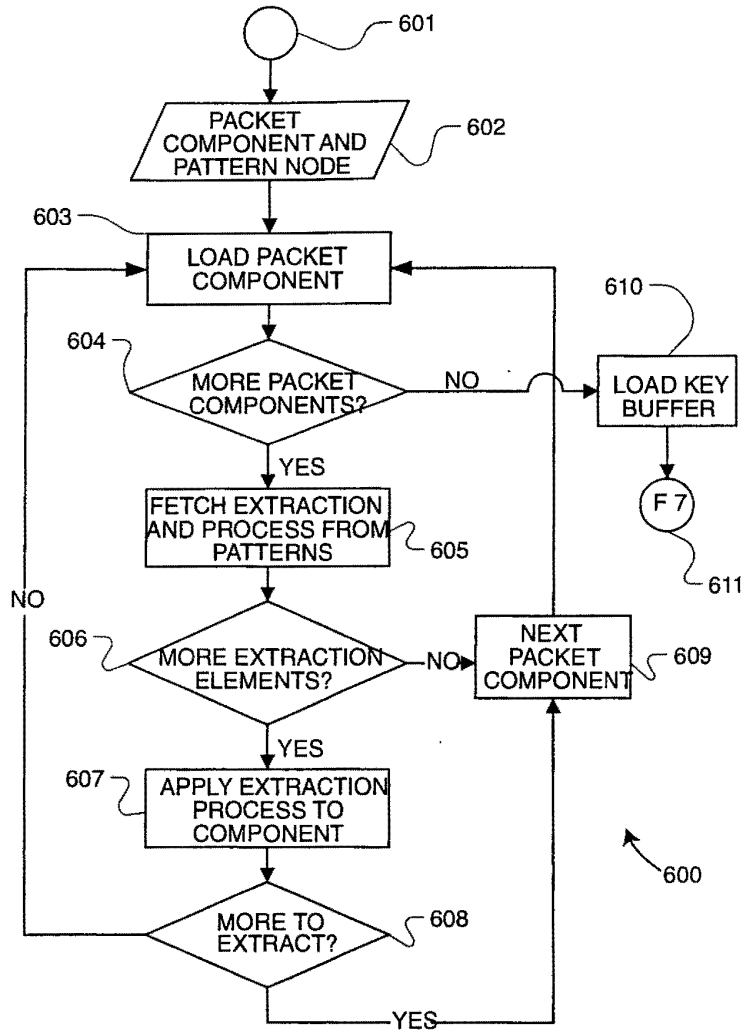 601
PACKET
COMPONENT AND
PATTERN NODE
602
603
LOAD PACKET
COMPONENT
610
604
MORE PACKET
COMPONENTS?
NO
LOAD KEY
BUFFER
YES
FETCH EXTRACTION
AND PROCESS FROM
PATTERNS
605
F 7
611
NO
606
MORE EXTRACTION
ELEMENTS?
NO
NEXT
PACKET
COMPONENT
609
YES
607
APPLY EXTRACTION
PROCESS TO
COMPONENT
600
MORE TO
EXTRACT?
608
YES